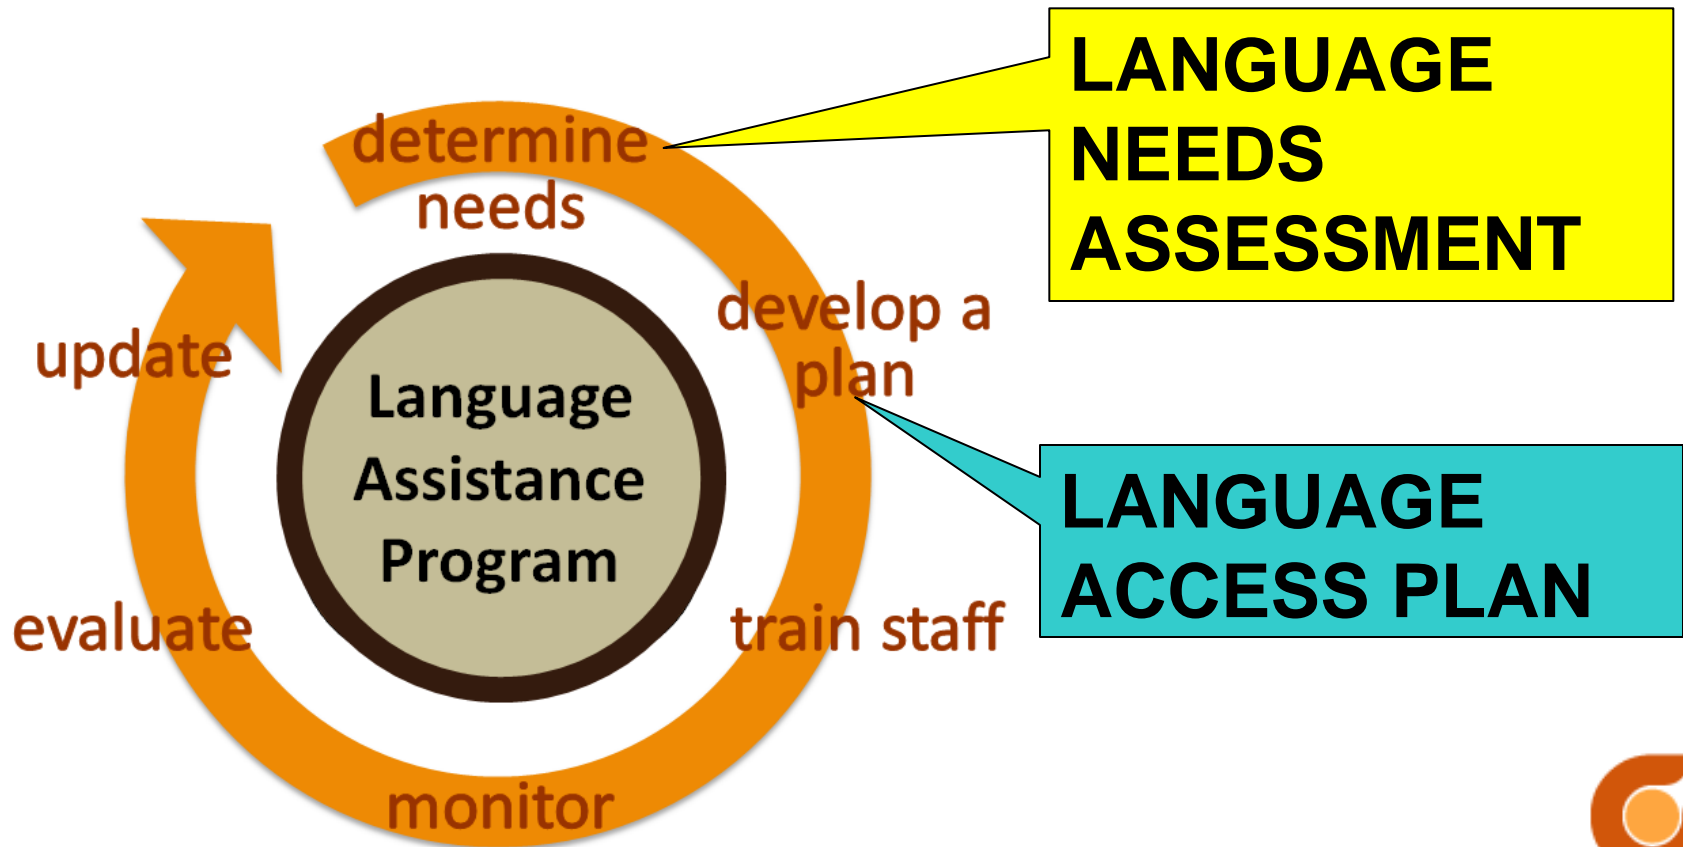 LANGUAGE
NEEDS
ASSESSMENT
determine
needs
develop a
plan
LANGUAGE
ACCESS PLAN
train staff
monitor
evaluate
update
Language
Assistance
Program